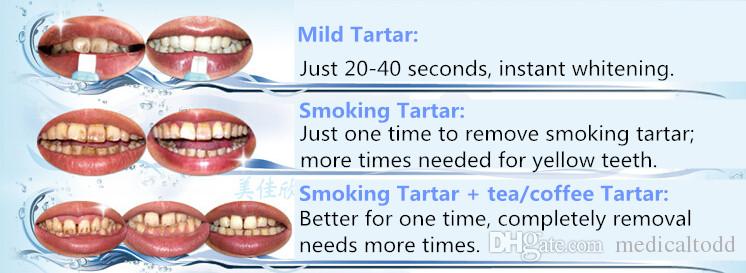 Mild Tartar:
Just 20-40 seconds, instant whitening.
Smoking Tartar:
Just one time to remove smoking tartar;
more times needed for yellow teeth.
美佳欣
Smoking Tartar + tea/coffee Tartar:
Better for one time, completely removal
needs more times.
DHgate.com medicaltodd